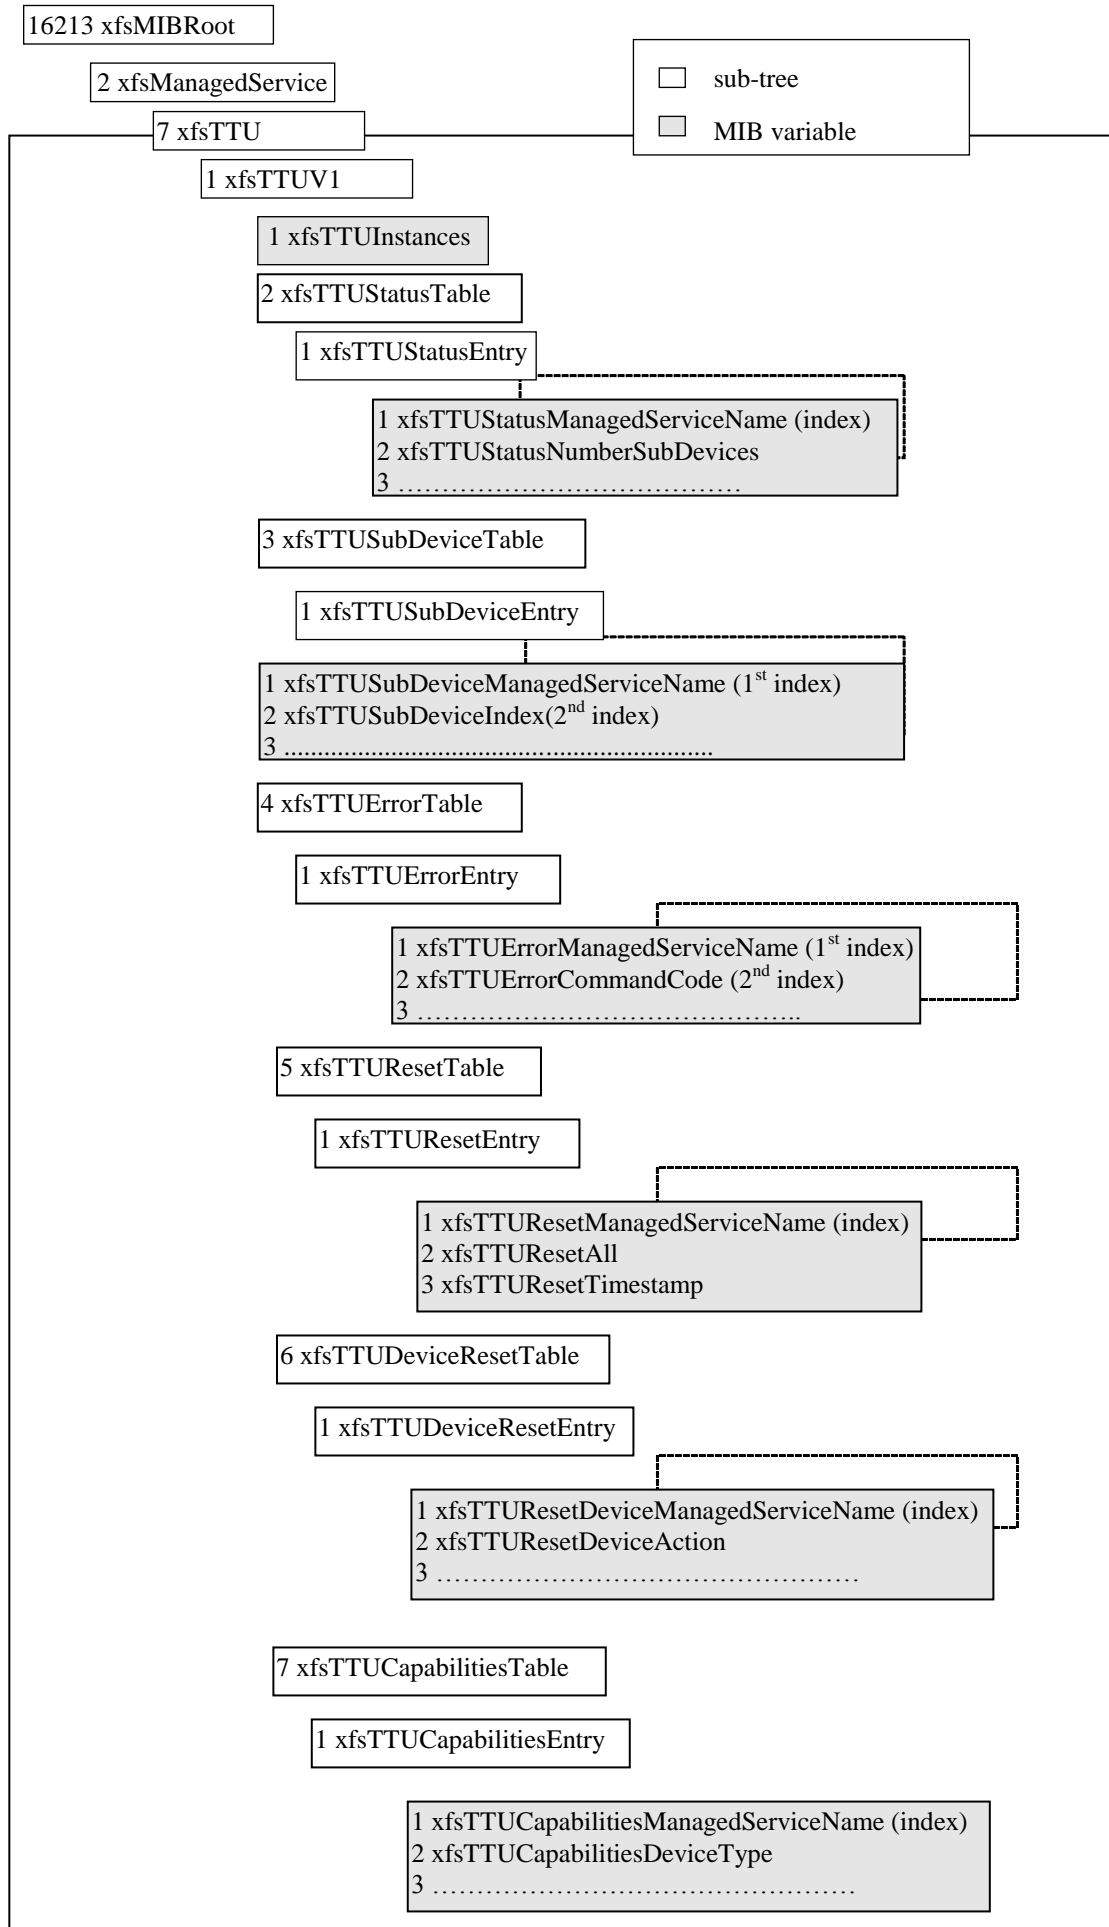 16213 xfsMIBRoot
sub-tree
2 xfsManagedService
7 xfsTTU
MIB variable
1 xfsTTUV1
1 xfsTTUInstances
2 xfsTTUStatusTable
1 xfsTTUStatusEntry
1 xfsTTUStatusManagedServiceName (index)
2 xfsTTUStatusNumberSubDevices
3 …………………………………
3 xfsTTUSubDeviceTable
1 xfsTTUSubDeviceEntry
1 xfsTTUSubDeviceManagedServiceName (1st index)
2 xfsTTUSubDeviceIndex(2nd index)
3 ..............................................................
4 xfsTTUErrorTable
1 xfsTTUErrorEntry
1 xfsTTUErrorManagedServiceName (1st index)
2 xfsTTUErrorCommandCode (2nd index)
3 ……………………………………..
5 xfsTTUResetTable
1 xfsTTUResetEntry
1 xfsTTUResetManagedServiceName (index)
2 xfsTTUResetAll
3 xfsTTUResetTimestamp
6 xfsTTUDeviceResetTable
1 xfsTTUDeviceResetEntry
1 xfsTTUResetDeviceManagedServiceName (index)
2 xfsTTUResetDeviceAction
3 …………………………………………
7 xfsTTUCapabilitiesTable
1 xfsTTUCapabilitiesEntry
1 xfsTTUCapabilitiesManagedServiceName (index)
2 xfsTTUCapabilitiesDeviceType
3 …………………………………………